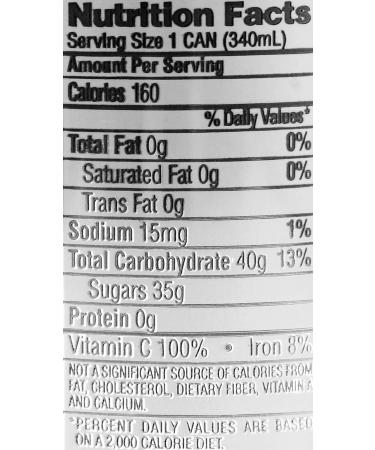 Nutrition Facts
Serving Size 1 CAN (340mL)
Amount Per Serving
Calories 160
% Daily Values*
Total Fat 0g 0%
Saturated Fat 0g 0%
Trans Fat 0g
Sodium 15mg 1%
Total Carbohydrate 40g 13%
Sugars 35g
Protein 0g
Vitamin C 100% • Iron 8%
NOT A SIGNIFICANT SOURCE OF CALORIES FROM
FAT, CHOLESTEROL, DIETARY FIBER, VITAMIN A
AND CALCIUM.
*PERCENT DAILY VALUES ARE BASED
ON A 2,000 CALORIE DIET.